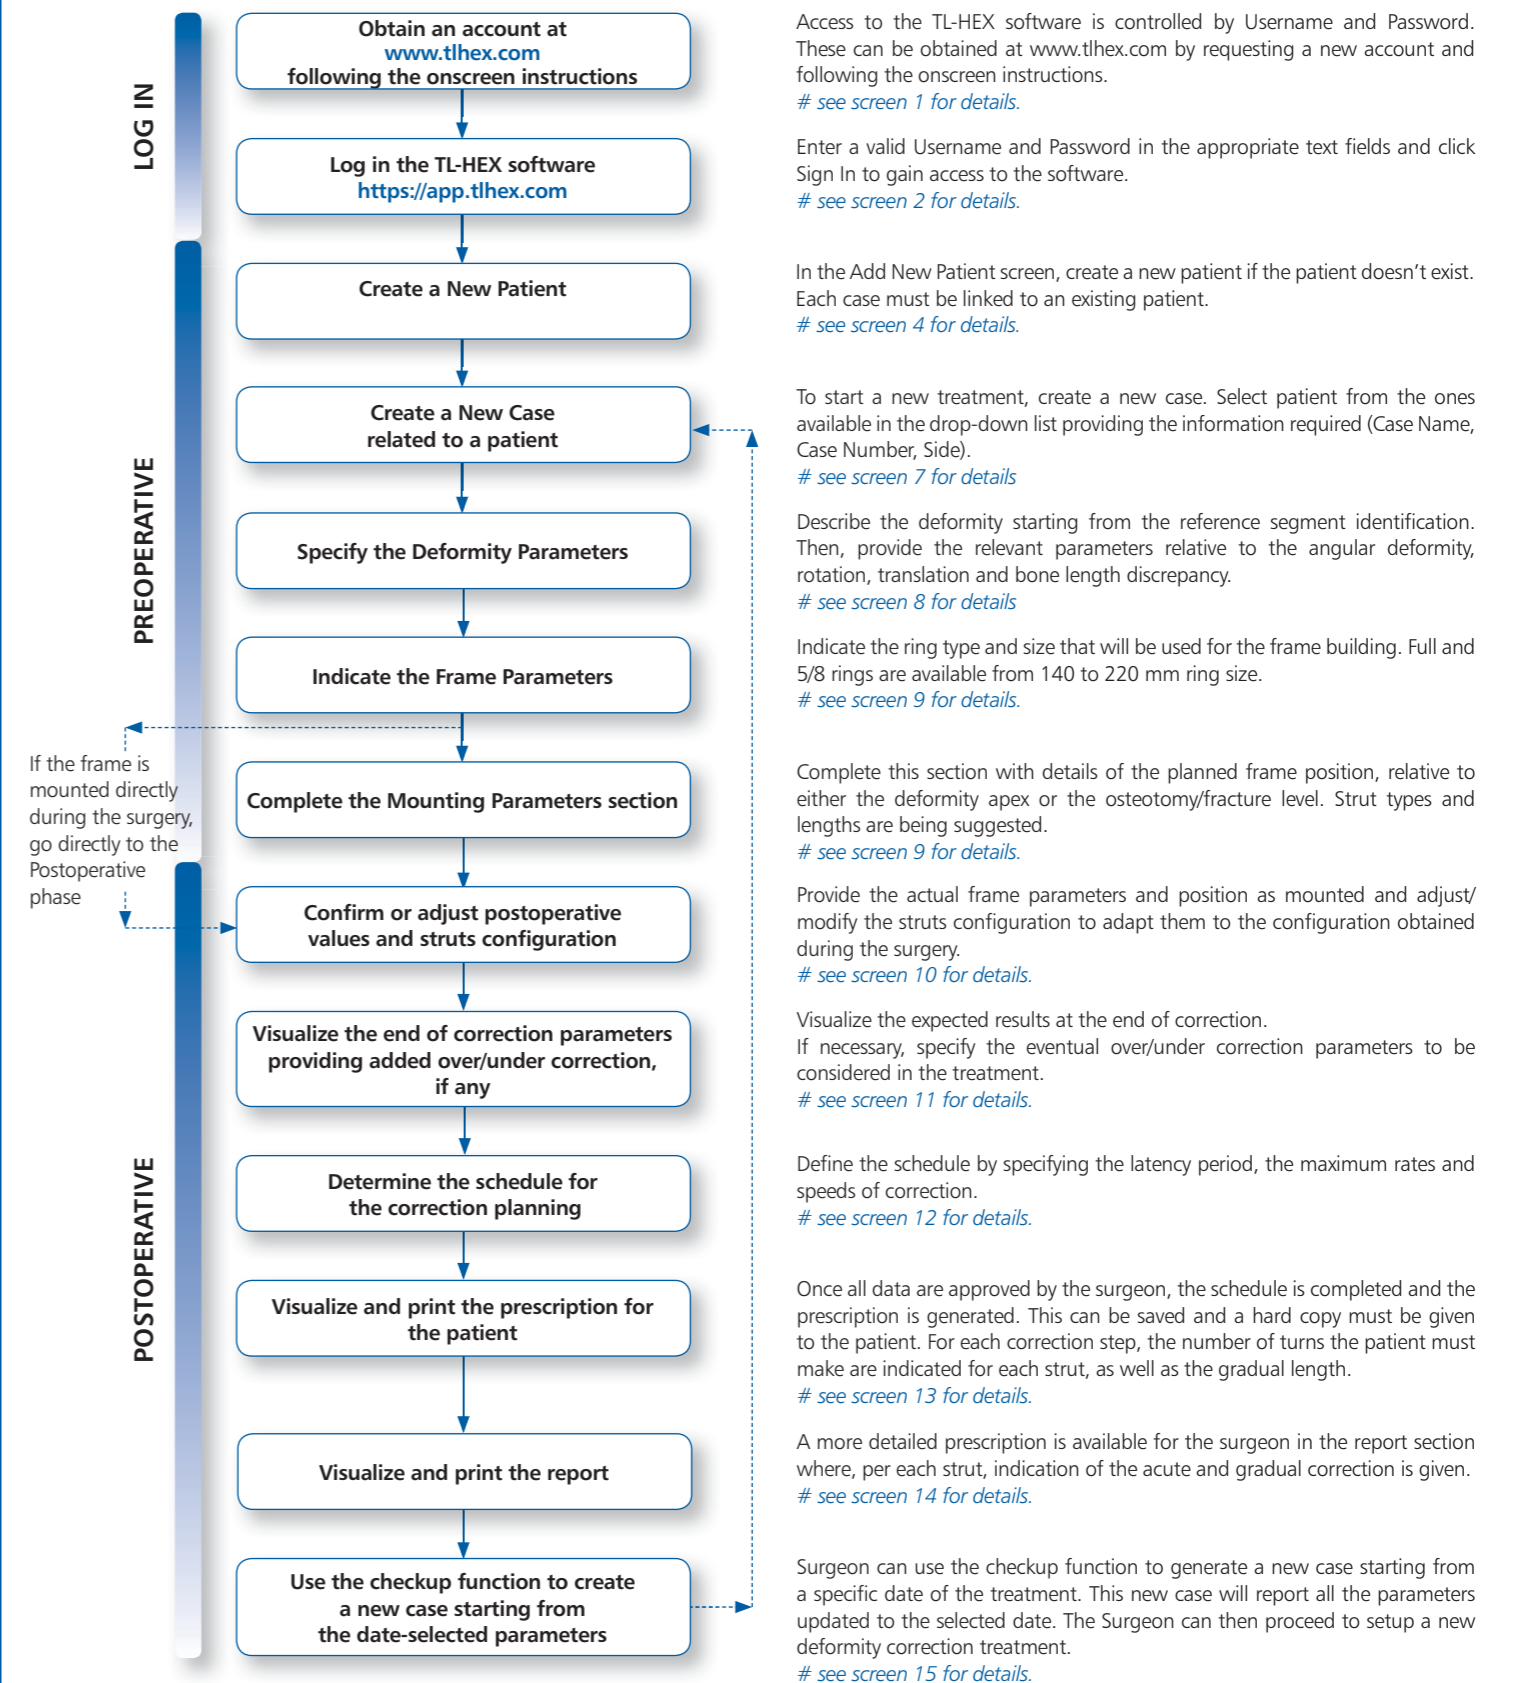 LOG IN
Obtain an account at
www.tlhex.com
following the onscreen instructions
Access to the TL-HEX software is controlled by Username and Password.
These can be obtained at www.tlhex.com by requesting a new account and
following the onscreen instructions.
# see screen 1 for details.
Log in the TL-HEX software
https://app.tlhex.com
Enter a valid Username and Password in the appropriate text fields and click
Sign In to gain access to the software.
# see screen 2 for details.
PREOPERATIVE
Create a New Patient
In the Add New Patient screen, create a new patient if the patient doesn’t exist.
Each case must be linked to an existing patient.
# see screen 4 for details.
Create a New Case
related to a patient
To start a new treatment, create a new case. Select patient from the ones
available in the drop-down list providing the information required (Case Name,
Case Number, Side).
# see screen 7 for details
Specify the Deformity Parameters
Describe the deformity starting from the reference segment identification.
Then, provide the relevant parameters relative to the angular deformity,
rotation, translation and bone length discrepancy.
# see screen 8 for details
Indicate the Frame Parameters
Indicate the ring type and size that will be used for the frame building. Full and
5/8 rings are available from 140 to 220 mm ring size.
# see screen 9 for details.
If the frame is
mounted directly
during the surgery,
go directly to the
Postoperative
phase
Complete the Mounting Parameters section
Complete this section with details of the planned frame position, relative to
either the deformity apex or the osteotomy/fracture level. Strut types and
lengths are being suggested.
# see screen 9 for details.
POSTOPERATIVE
Confirm or adjust postoperative
values and struts configuration
Provide the actual frame parameters and position as mounted and adjust/
modify the struts configuration to adapt them to the configuration obtained
during the surgery.
# see screen 10 for details.
Visualize the end of correction parameters
providing added over/under correction,
if any
Visualize the expected results at the end of correction.
If necessary, specify the eventual over/under correction parameters to be
considered in the treatment.
# see screen 11 for details.
Determine the schedule for
the correction planning
Define the schedule by specifying the latency period, the maximum rates and
speeds of correction.
# see screen 12 for details.
Visualize and print the prescription for
the patient
Once all data are approved by the surgeon, the schedule is completed and the
prescription is generated. This can be saved and a hard copy must be given
to the patient. For each correction step, the number of turns the patient must
make are indicated for each strut, as well as the gradual length.
# see screen 13 for details.
Visualize and print the report
A more detailed prescription is available for the surgeon in the report section
where, per each strut, indication of the acute and gradual correction is given.
# see screen 14 for details.
Use the checkup function to create
a new case starting from
the date-selected parameters
Surgeon can use the checkup function to generate a new case starting from
a specific date of the treatment. This new case will report all the parameters
updated to the selected date. The Surgeon can then proceed to setup a new
deformity correction treatment.
# see screen 15 for details.